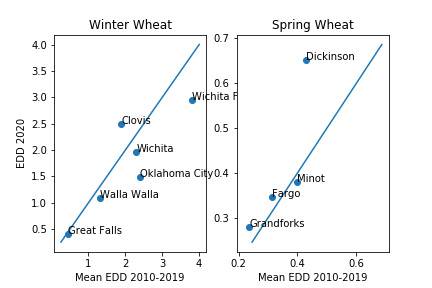 Winter Wheat
Spring Wheat
EDD 2020
4.0
3.5
3.0
2.5
2.0
1.5
1.0
0.5
Clovis
Wichita F
Wichita
Oklahoma City
Walla Walla
Great Falls
1
2
3
4
Mean EDD 2010-2019
0.7
0.6
0.5
0.4
0.3
Dickinson
Minot
Fargo
Grandforks
0.2
0.4
0.6
Mean EDD 2010-2019